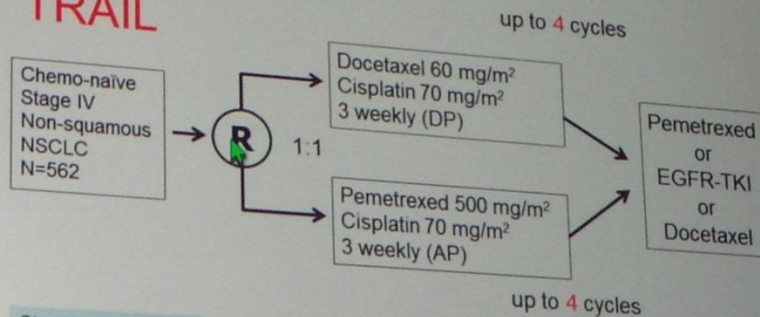 TRAIL
up to 4 cycles
Chemo-naïve
Stage IV
Non-squamous
NSCLC
N=562
R
1:1
Docetaxel 60 mg/m²
Cisplatin 70 mg/m²
3 weekly (DP)
Pemetrexed 500 mg/m²
Cisplatin 70 mg/m²
3 weekly (AP)
Pemetrexed
or
EGFR-TKI
or
Docetaxel
up to 4 cycles